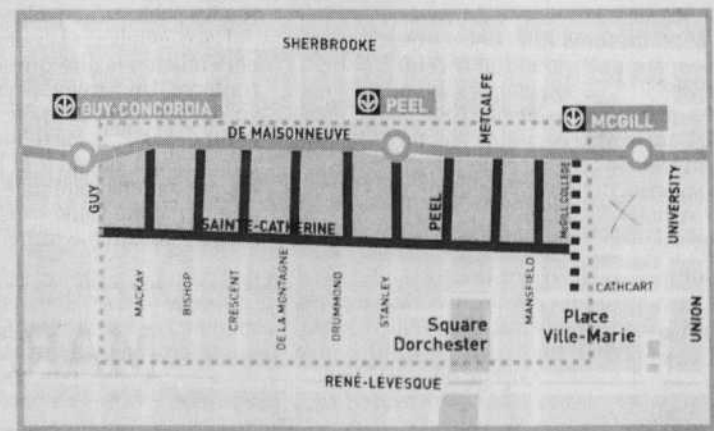 SHERBROOKE
GUY-CONCORDIA
PEEL
METCALFE
MCGILL
DE MAISONNEUVE
GUY
SAINTE-CATHERINE
PEEL
MCGILL COLLEGE
UNIVERSITY
MACKAY
BISHOP
CRESCENT
DE LA MONTAGNE
DRUMMOND
STANLEY
MANSFIELD
CATHCART
Square
Dorchester
Place
Ville-Marie
UNION
RENÉ-LEVESQUE